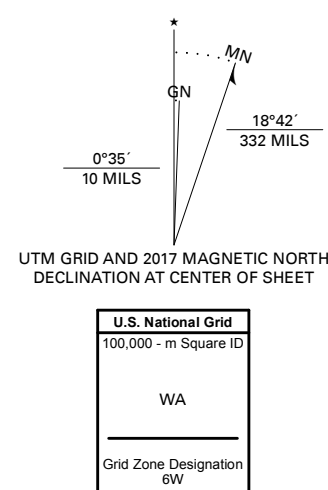 ★
MN
GN
18°42´
332 MILS
0°35´
10 MILS
UTM GRID AND 2017 MAGNETIC NORTH
DECLINATION AT CENTER OF SHEET
U.S. National Grid
100,000 - m Square ID
WA
Grid Zone Designation
6W